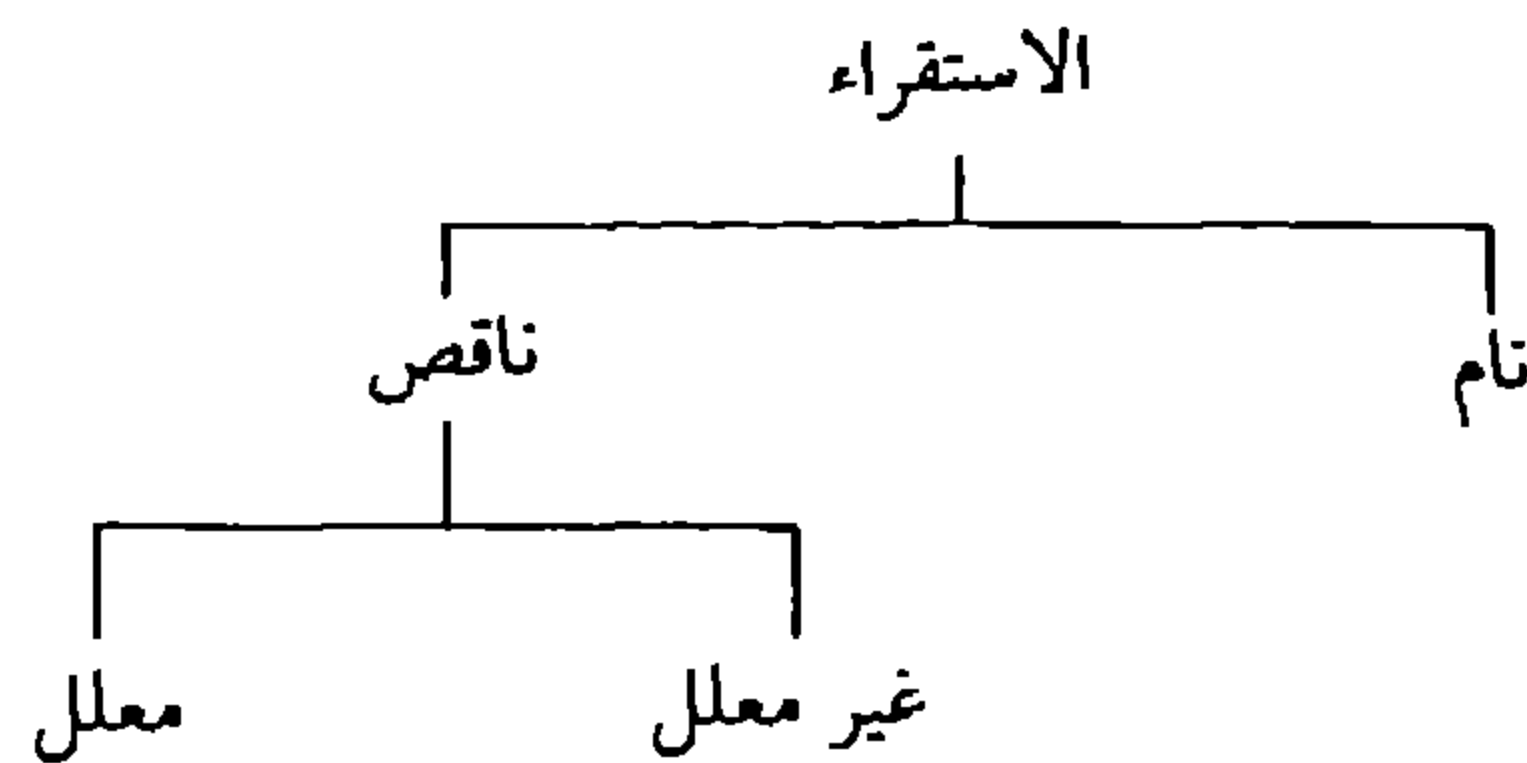 الاستقراء
تام
ناقص
غير معلل
معلل